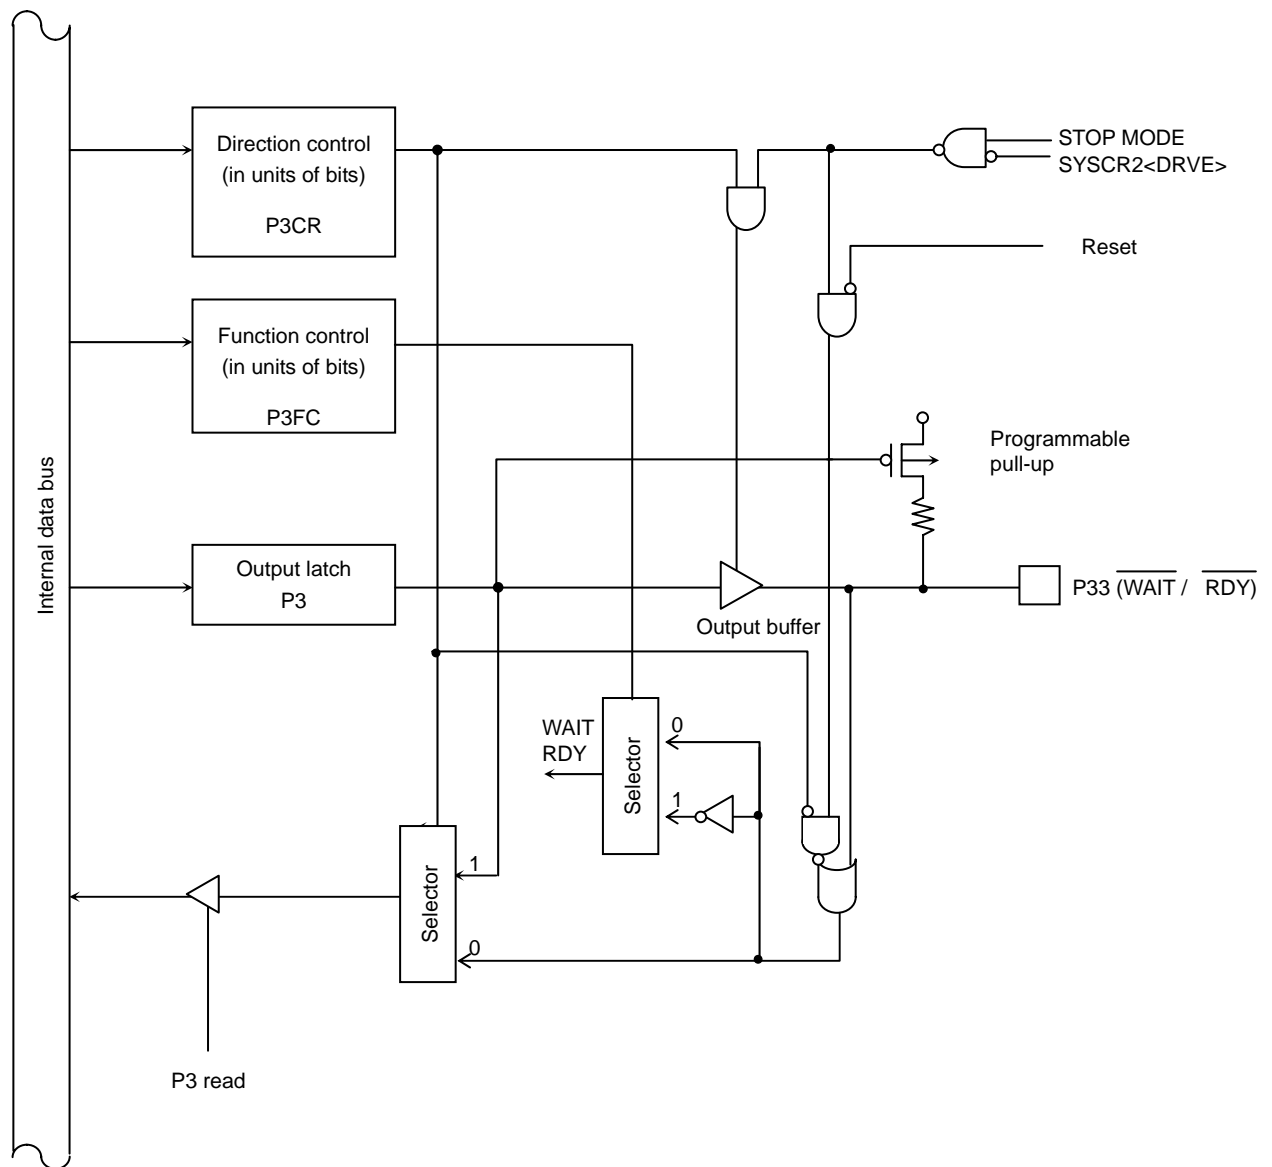 Direction control
(in units of bits)
P3CR
STOP MODE
SYSCR2<DRVE>
Reset
Function control
(in units of bits)
P3FC
Programmable
pull-up
Internal data bus
Output latch
P3
P33 (WAIT / RDY)
Output buffer
WAIT
RDY
Selector
0
1
Selector
1
0
P3 read